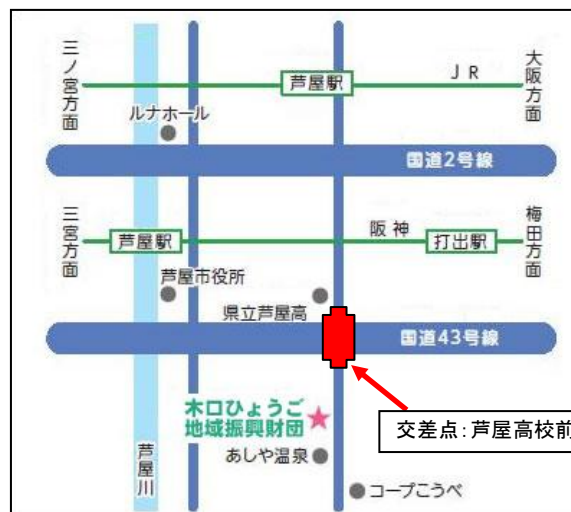 三ノ宮方面
芦屋駅
JR
大阪方面
ルナホール
国道2号線
三宮方面
芦屋駅
阪神
打出駅
梅田方面
芦屋市役所
県立芦屋高
国道43号線
木口ひょうご
地域振興財団
交差点:芦屋高校前
あしや温泉
芦屋川
コープこうべ